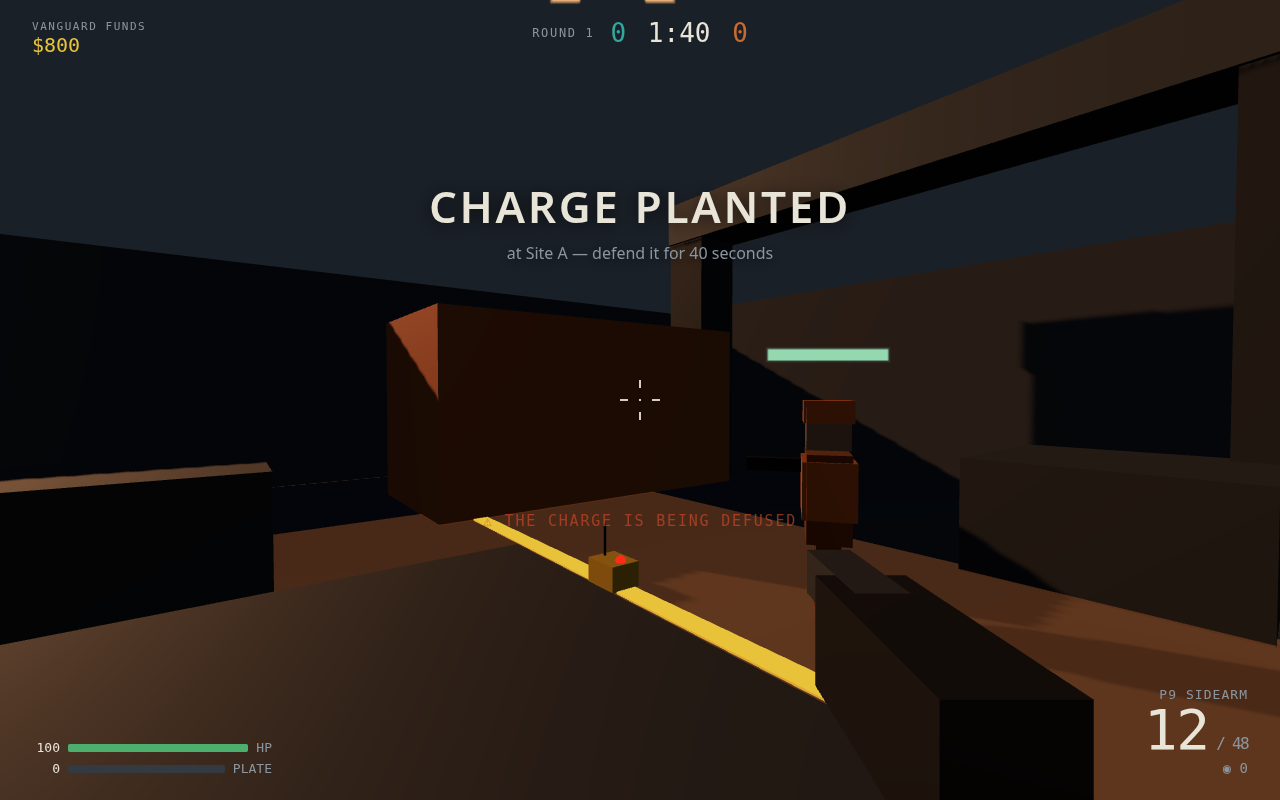 VANGUARD FUNDS
$800
ROUND 1 0 1:40 0
CHARGE PLANTED
at Site A — defend it for 40 seconds
THE CHARGE IS BEING DEFUSED
100 HP
0 PLATE
P9 SIDEARM
12 / 48
◉ 0